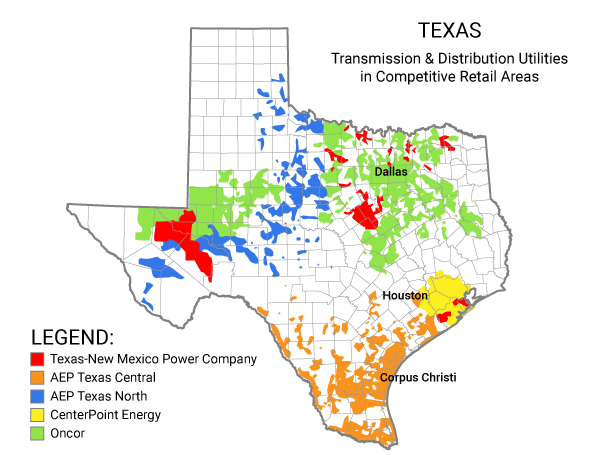 TEXAS
Transmission & Distribution Utilities
in Competitive Retail Areas
Dallas
Houston
Corpus Christi
LEGEND:
Texas-New Mexico Power Company
AEP Texas Central
AEP Texas North
CenterPoint Energy
Oncor